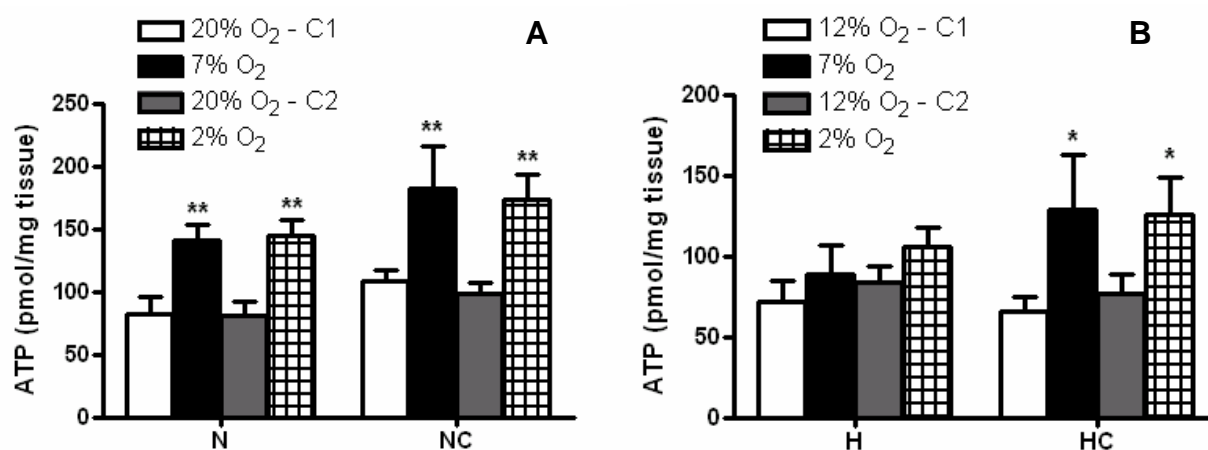 20% O₂ - C1
7% O₂
20% O₂ - C2
2% O₂
A
ATP (pmol/mg tissue)
250
200
150
100
50
0
**
**
**
**
N
NC
12% O₂ - C1
7% O₂
12% O₂ - C2
2% O₂
B
ATP (pmol/mg tissue)
200
150
100
50
0
*
*
H
HC